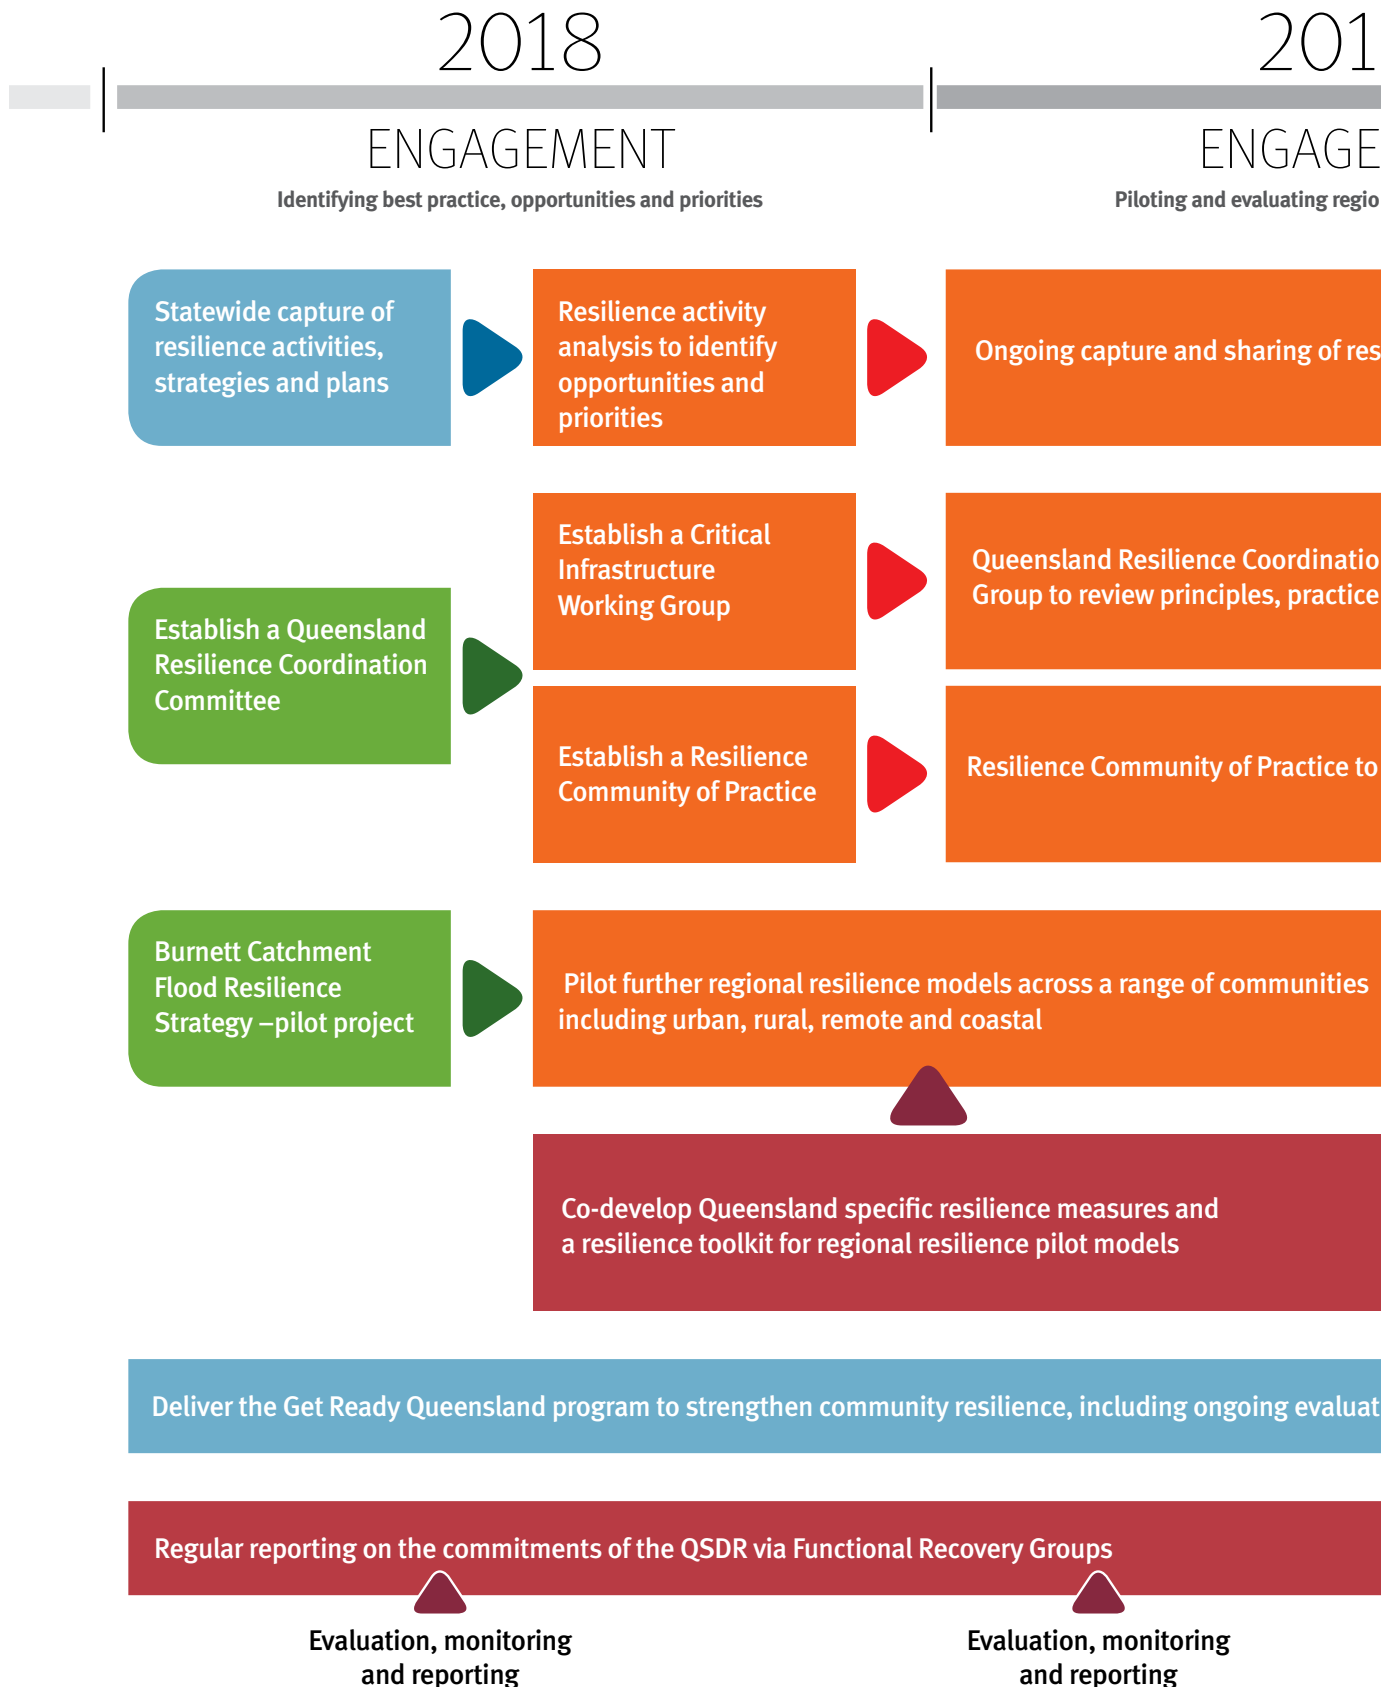 2018
201
ENGAGEMENT
ENGAGE
Identifying best practice, opportunities and priorities
Piloting and evaluating regio
Statewide capture of
resilience activities,
strategies and plans
Resilience activity
analysis to identify
opportunities and
priorities
Ongoing capture and sharing of res
Establish a Queensland
Resilience Coordination
Committee
Establish a Critical
Infrastructure
Working Group
Queensland Resilience Coordinatio
Group to review principles, practice
Establish a Resilience
Community of Practice
Resilience Community of Practice to
Burnett Catchment
Flood Resilience
Strategy –pilot project
Pilot further regional resilience models across a range of communities
including urban, rural, remote and coastal
Co-develop Queensland specific resilience measures and
a resilience toolkit for regional resilience pilot models
Deliver the Get Ready Queensland program to strengthen community resilience, including ongoing evaluat
Regular reporting on the commitments of the QSDR via Functional Recovery Groups
Evaluation, monitoring
and reporting
Evaluation, monitoring
and reporting